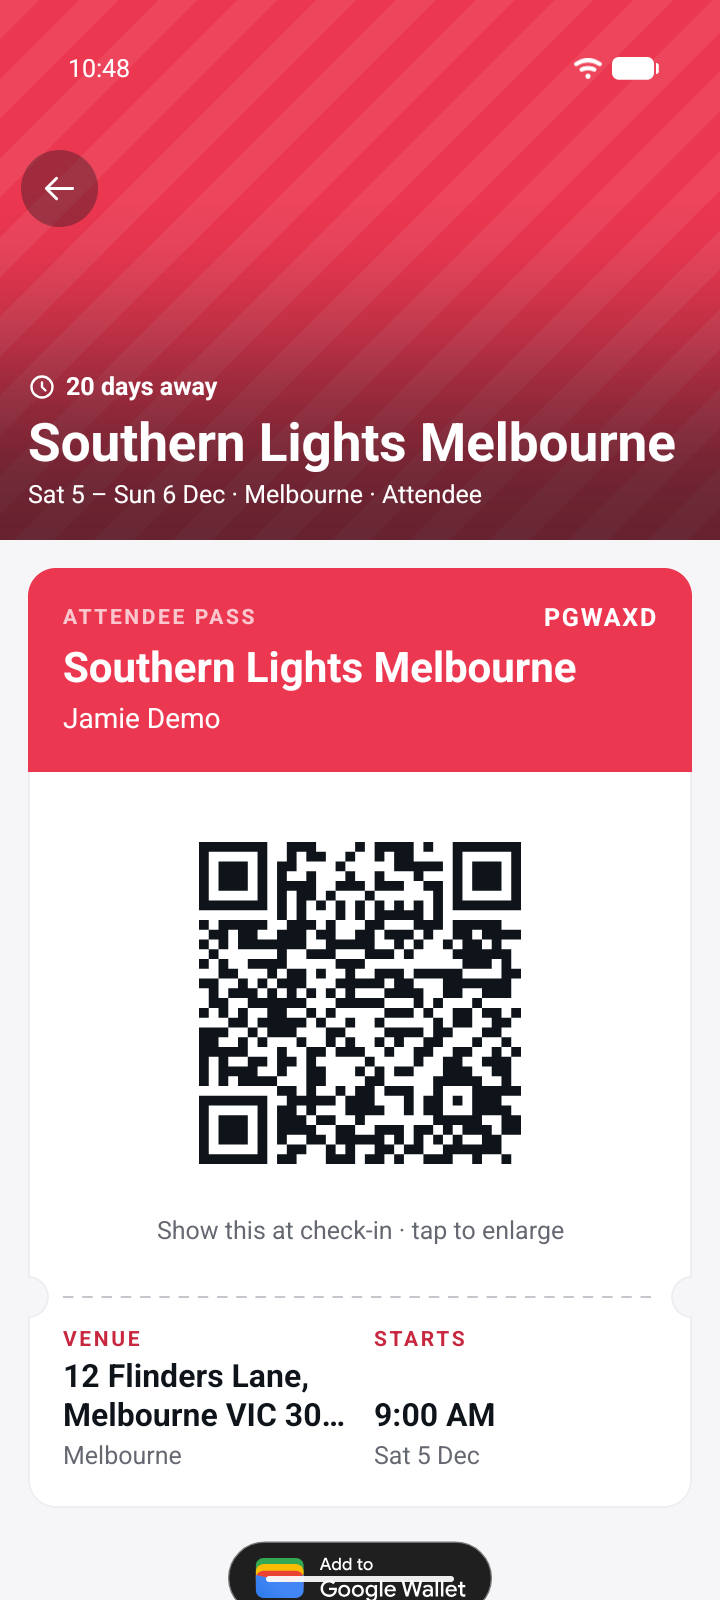 10:48
20 days away
Southern Lights Melbourne
Sat 5 – Sun 6 Dec · Melbourne · Attendee
ATTENDEE PASS
PGWAXD
Southern Lights Melbourne
Jamie Demo
Show this at check-in · tap to enlarge
VENUE
12 Flinders Lane,
Melbourne VIC 30...
Melbourne
STARTS
9:00 AM
Sat 5 Dec
Add to
Google Wallet